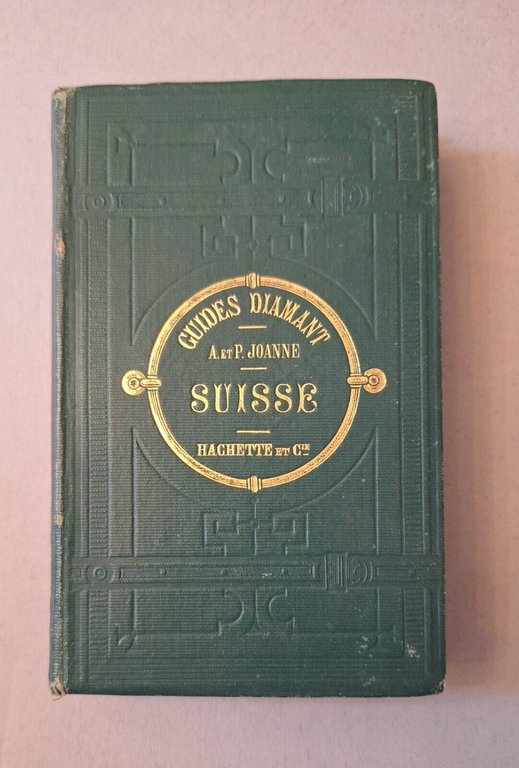 GUIDES DIAMANT
A. ET P. JOANNE
SUISSE
HACHETTE ET CIE